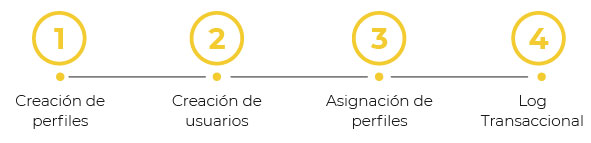 1
2
3
4
Creación de
perfiles
Creación de
usuarios
Asignación de
perfiles
Log
Transaccional